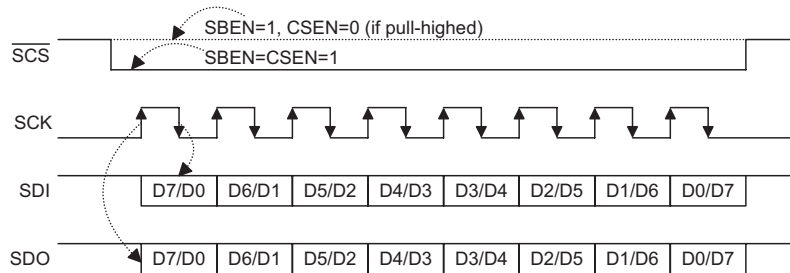 SBEN=1, CSEN=0 (if pull-highed)
SCS
SBEN=CSEN=1
SCK
SDI D7/D0 D6/D1 D5/D2 D4/D3 D3/D4 D2/D5 D1/D6 D0/D7
SDO D7/D0 D6/D1 D5/D2 D4/D3 D3/D4 D2/D5 D1/D6 D0/D7